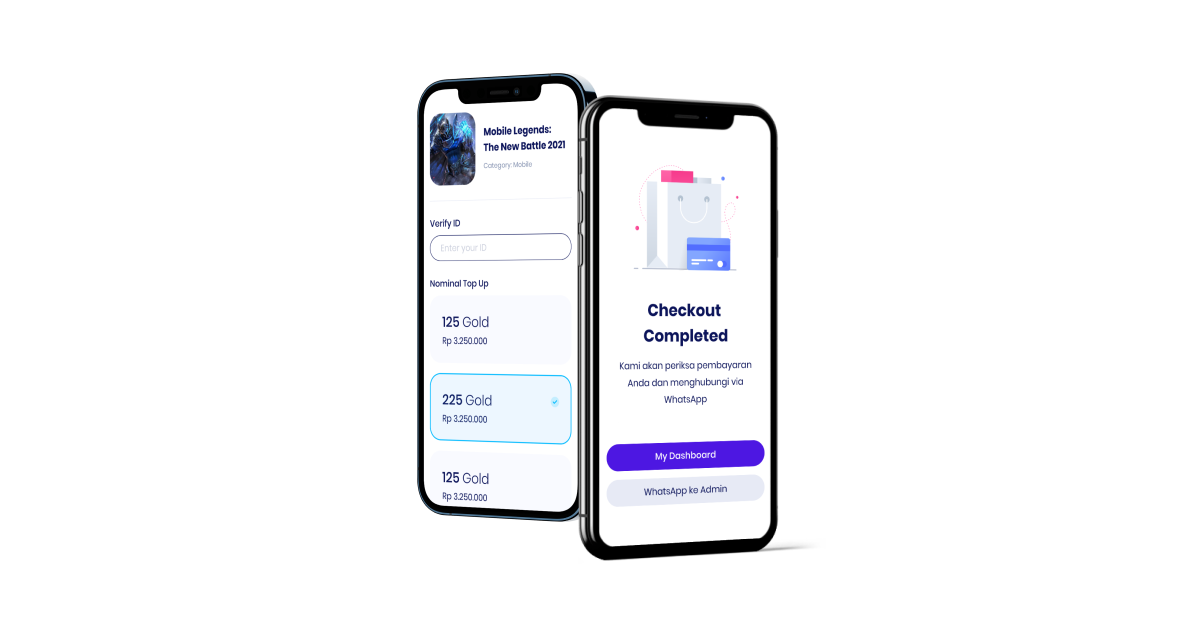 Mobile Legends:
The New Battle 2021
Category: Mobile
Verify ID
Enter your ID
Nominal Top Up
125 Gold
Rp 3.250.000
225 Gold
Rp 3.250.000
125 Gold
Rp 3.250.000
Checkout
Completed
Kami akan periksa pembayaran
Anda dan menghubungi via
WhatsApp
My Dashboard
WhatsApp ke Admin